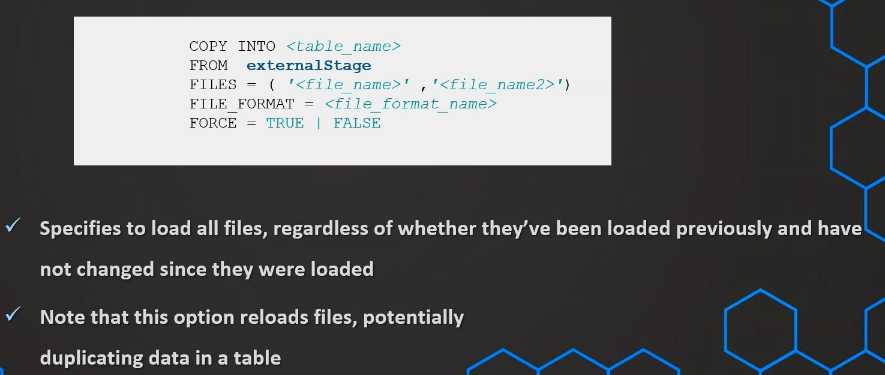 COPY INTO <table_name>
FROM externalStage
FILES = ( '<file_name>' ,'<file_name2>')
FILE_FORMAT = <file_format_name>
FORCE = TRUE | FALSE
✓ Specifies to load all files, regardless of whether they’ve been loaded previously and have
not changed since they were loaded
✓ Note that this option reloads files, potentially
duplicating data in a table